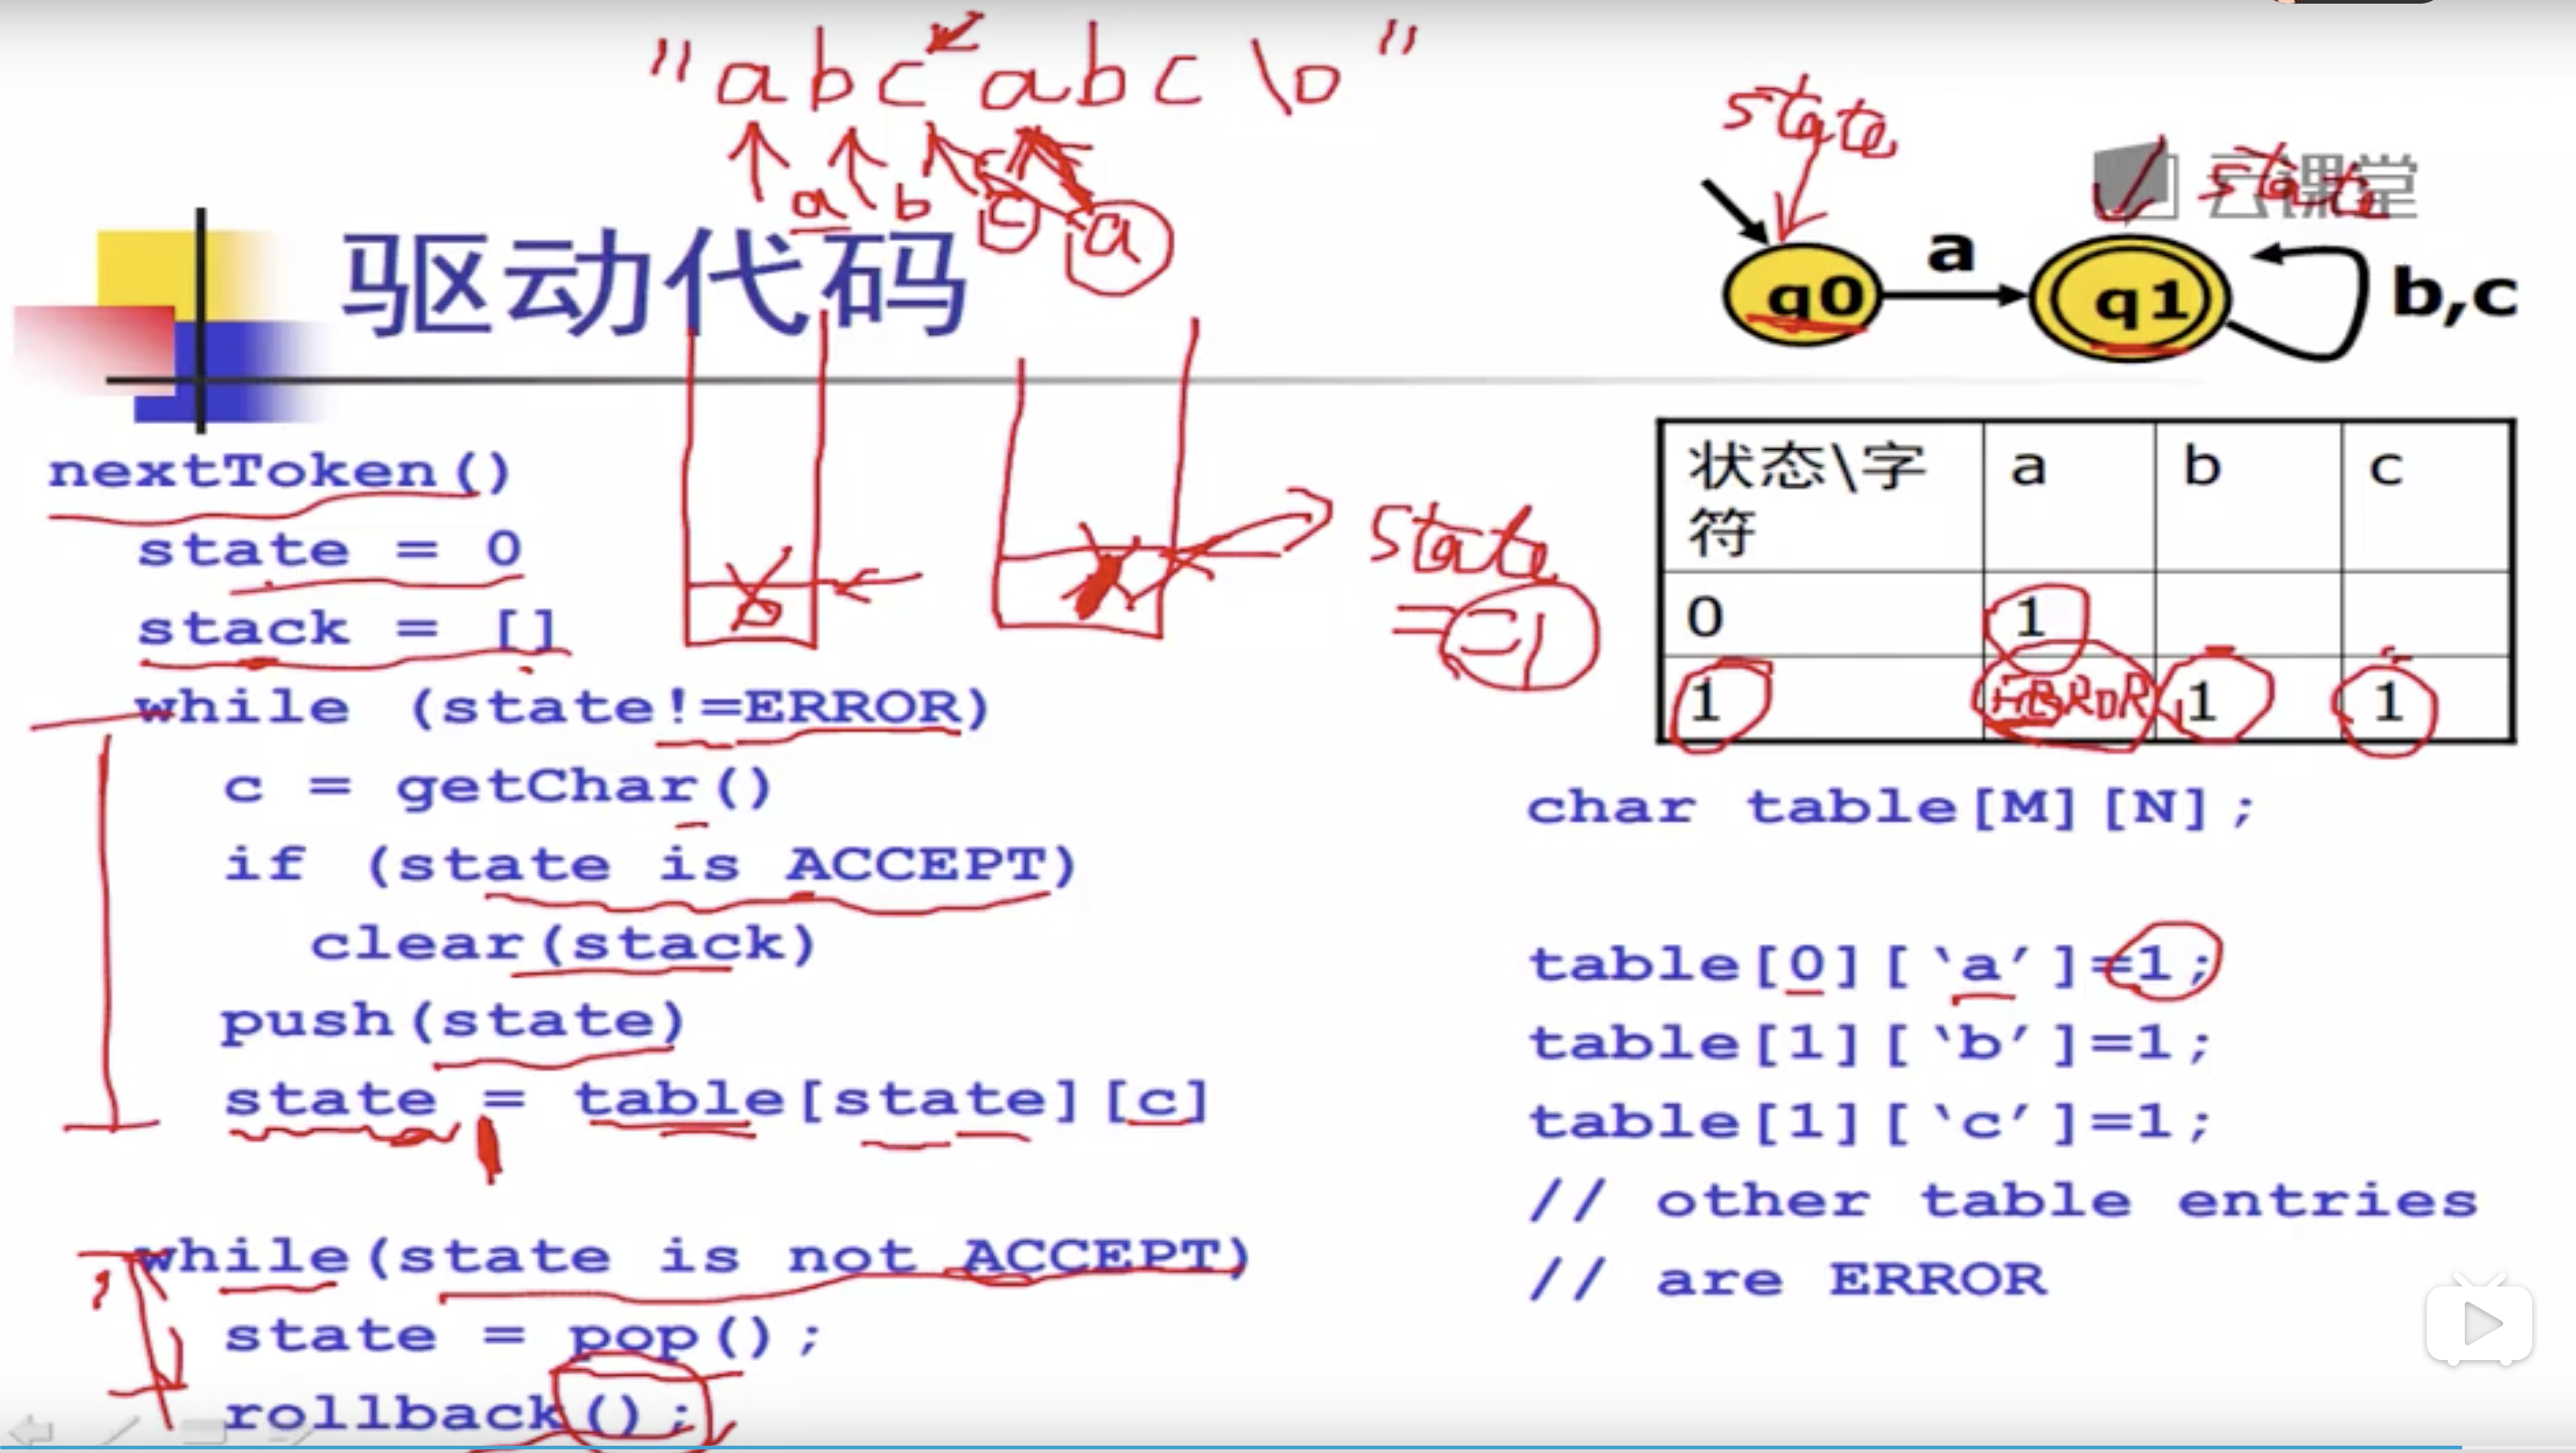 "abcabc\0"
a b c a
驱动代码
state
state
云课堂
q0 a q1 b,c
nextToken()
state = 0
stack = []
while (state!=ERROR)
c = getChar()
if (state is ACCEPT)
clear(stack)
push(state)
state = table[state][c]
while(state is not ACCEPT)
state = pop();
rollback();
state
=-1
状态\字符 a b c
0 1
1 ERROR 1 1
char table[M][N];
table[0][‘a’]=1;
table[1][‘b’]=1;
table[1][‘c’]=1;
// other table entries
// are ERROR